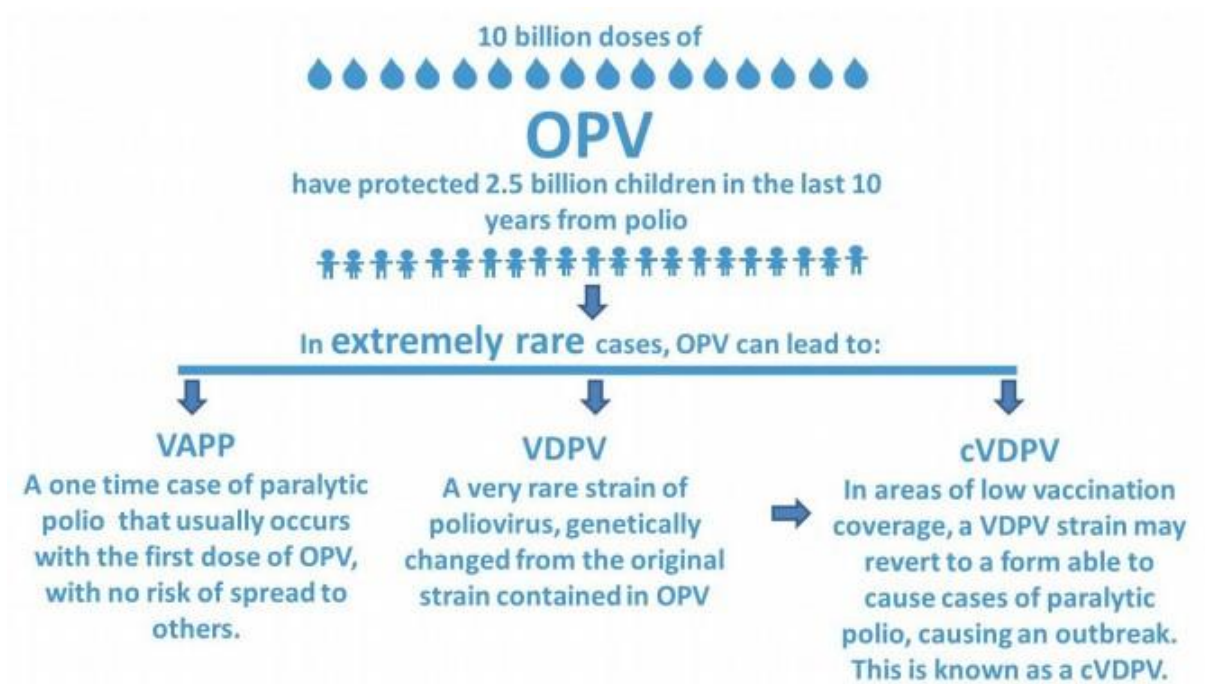 10 billion doses of
OPV
have protected 2.5 billion children in the last 10
years from polio
In extremely rare cases, OPV can lead to:
VAPP
A one time case of paralytic
polio that usually occurs
with the first dose of OPV,
with no risk of spread to
others.
VDPV
A very rare strain of
poliovirus, genetically
changed from the original
strain contained in OPV
cVDPV
In areas of low vaccination
coverage, a VDPV strain may
revert to a form able to
cause cases of paralytic
polio, causing an outbreak.
This is known as a cVDPV.